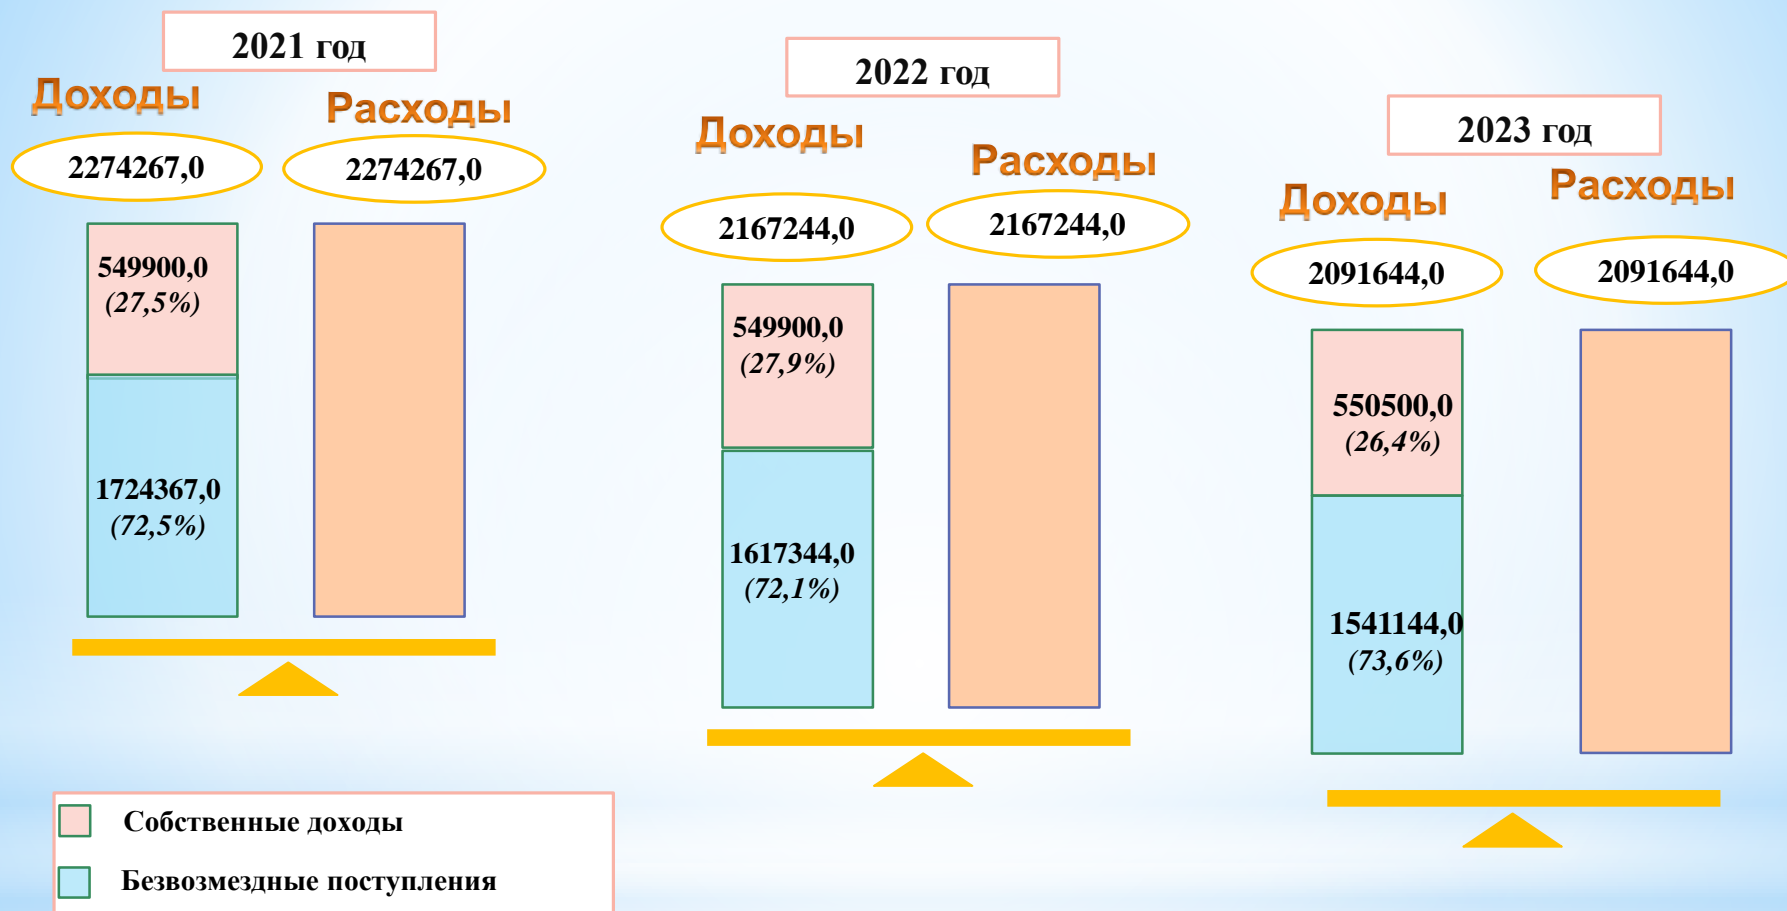 2021 год
Доходы
Расходы
2274267,0
2274267,0
549900,0
(27,5%)
1724367,0
(72,5%)
2022 год
Доходы
Расходы
2167244,0
2167244,0
549900,0
(27,9%)
1617344,0
(72,1%)
2023 год
Доходы
Расходы
2091644,0
2091644,0
550500,0
(26,4%)
1541144,0
(73,6%)
Собственные доходы
Безвозмездные поступления